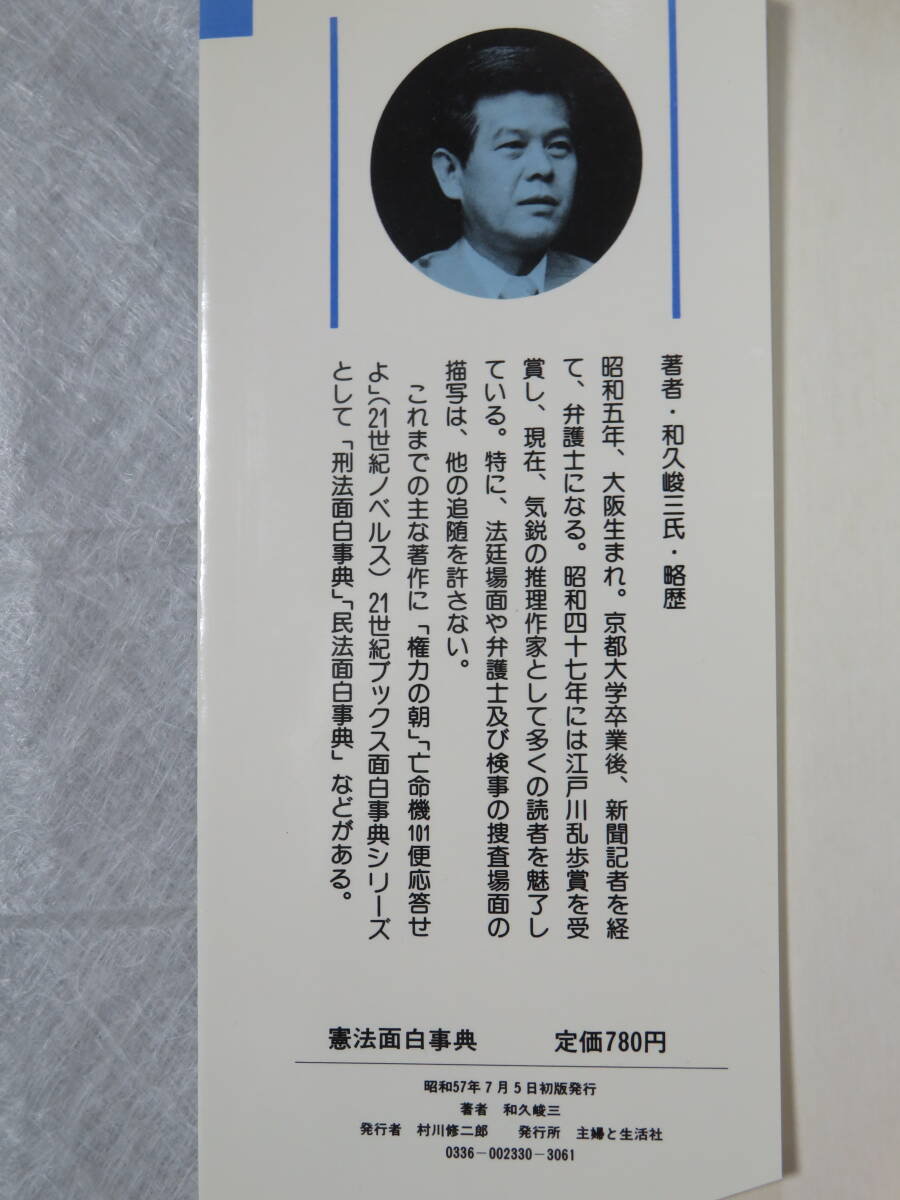 著者・和久峻三氏・略歴
昭和五年、大阪生まれ。京都大学卒業後、新聞記者を経
て、弁護士になる。昭和四十七年には江戸川乱歩賞を受
賞し、現在、気鋭の推理作家として多くの読者を魅了し
ている。特に、法廷場面や弁護士及び検事の捜査場面の
描写は、他の追随を許さない。
これまでの主な著作に「権力の朝」「亡命機101便応答せ
よ」(21世紀ノベルス) 21世紀ブックス面白事典シリーズ
として「刑法面白事典」「民法面白事典」などがある。
憲法面白事典 定価780円
昭和57年7月5日初版発行
著者 和久峻三
発行者 村川修二郎 発行所 主婦と生活社
0336-002330-3061